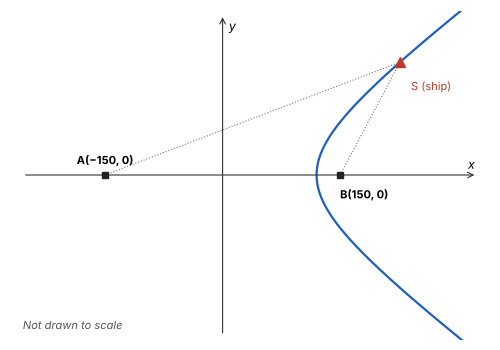 y
S (ship)
A(−150, 0)
x
B(150, 0)
Not drawn to scale